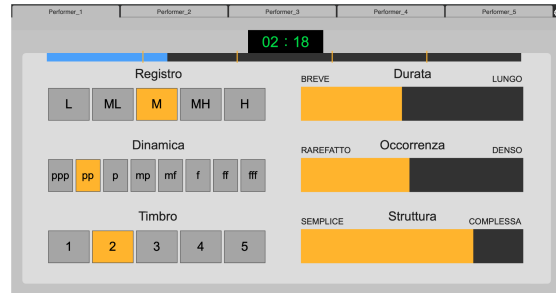 Performer_1 Performer_2 Performer_3 Performer_4 Performer_5
02 : 18
Registro
L ML M MH H
BREVE Durata LUNGO
Dinamica
ppp pp p mp mf f ff fff
RAREFATTO Occorrenza DENSO
Timbro
1 2 3 4 5
SEMPLICE Struttura COMPLESSA